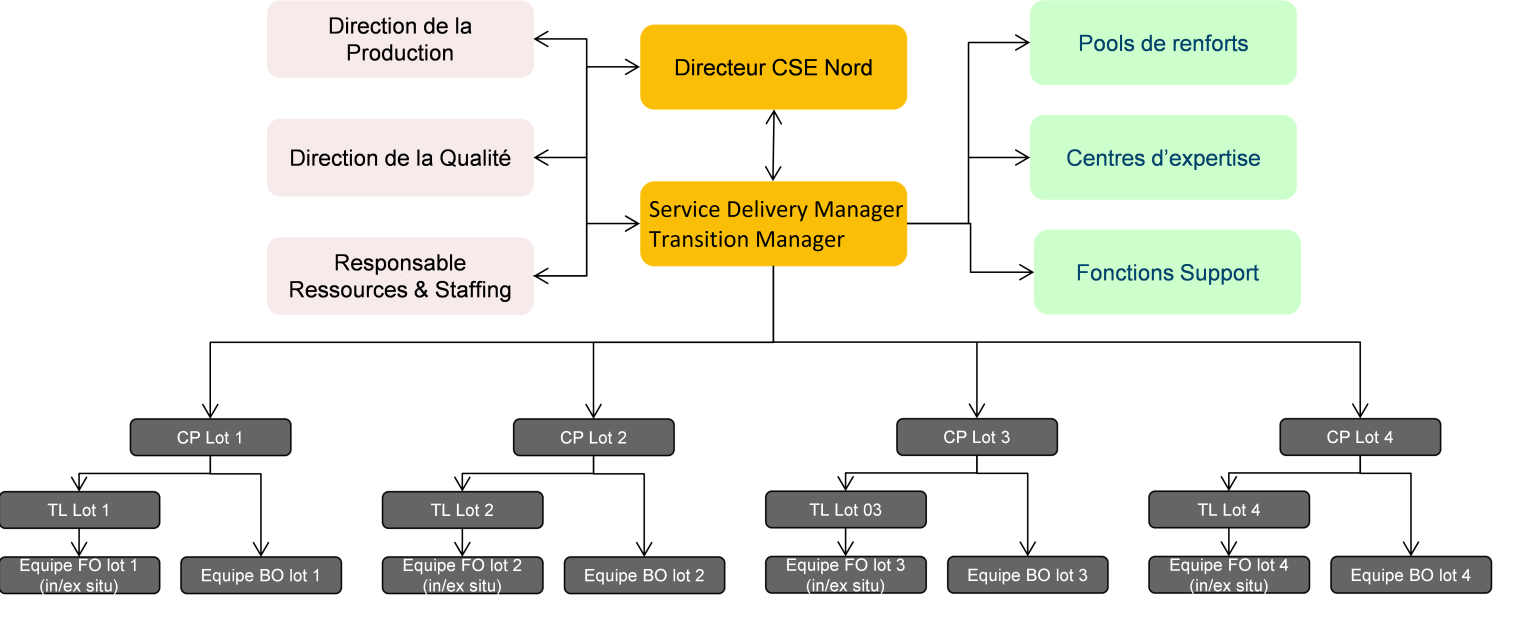 Direction de la
Production
Directeur CSE Nord
Pools de renforts
Direction de la Qualité
Centres d’expertise
Service Delivery Manager
Transition Manager
Responsable
Ressources & Staffing
Fonctions Support
CP Lot 1
CP Lot 2
CP Lot 3
CP Lot 4
TL Lot 1
TL Lot 2
TL Lot 03
TL Lot 4
Equipe FO lot 1
(in/ex situ)
Equipe BO lot 1
Equipe FO lot 2
(in/ex situ)
Equipe BO lot 2
Equipe FO lot 3
(in/ex situ)
Equipe BO lot 3
Equipe FO lot 4
(in/ex situ)
Equipe BO lot 4